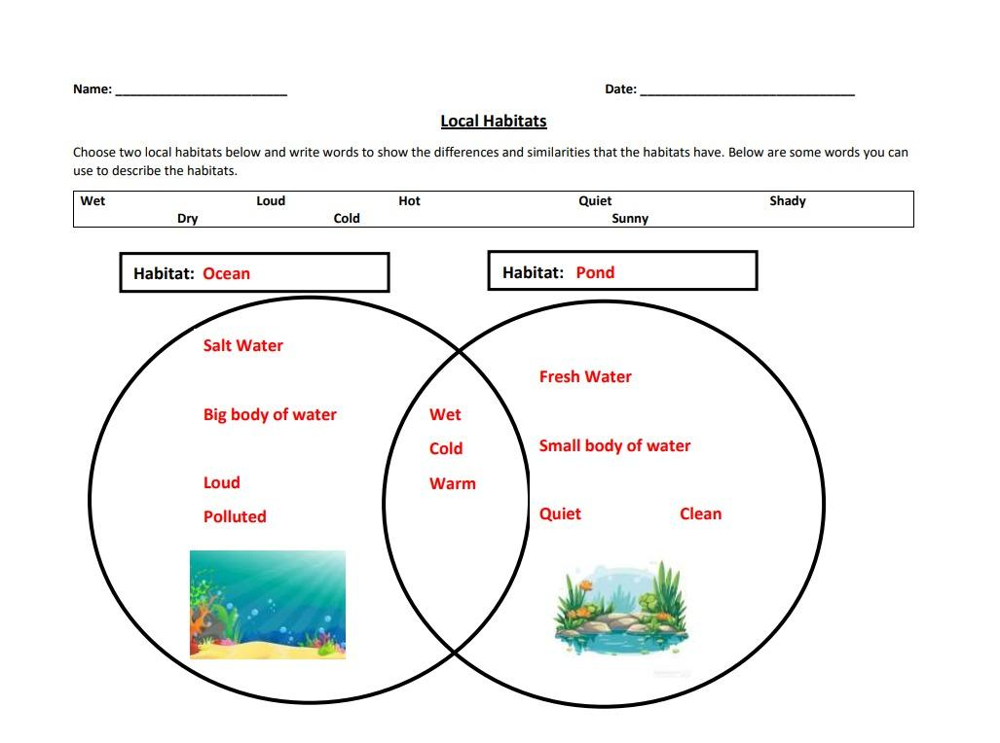 Name: ________________________ Date: ______________________________
Local Habitats
Choose two local habitats below and write words to show the differences and similarities that the habitats have. Below are some words you can
use to describe the habitats.
Wet Loud Hot Quiet Shady
Dry Cold Sunny
Habitat: Ocean
Habitat: Pond
Salt Water
Big body of water
Loud
Polluted
Wet
Cold
Warm
Fresh Water
Small body of water
Quiet Clean